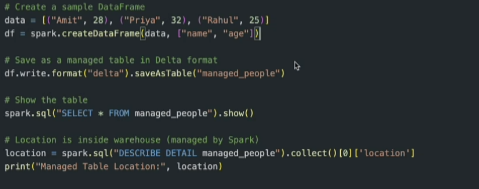 # Create a sample DataFrame
data = [("Amit", 28), ("Priya", 32), ("Rahul", 25)]
df = spark.createDataFrame(data, ["name", "age"])
# Save as a managed table in Delta format
df.write.format("delta").saveAsTable("managed_people")
# Show the table
spark.sql("SELECT * FROM managed_people").show()
# Location is inside warehouse (managed by Spark)
location = spark.sql("DESCRIBE DETAIL managed_people").collect()[0]['location']
print("Managed Table Location:", location)